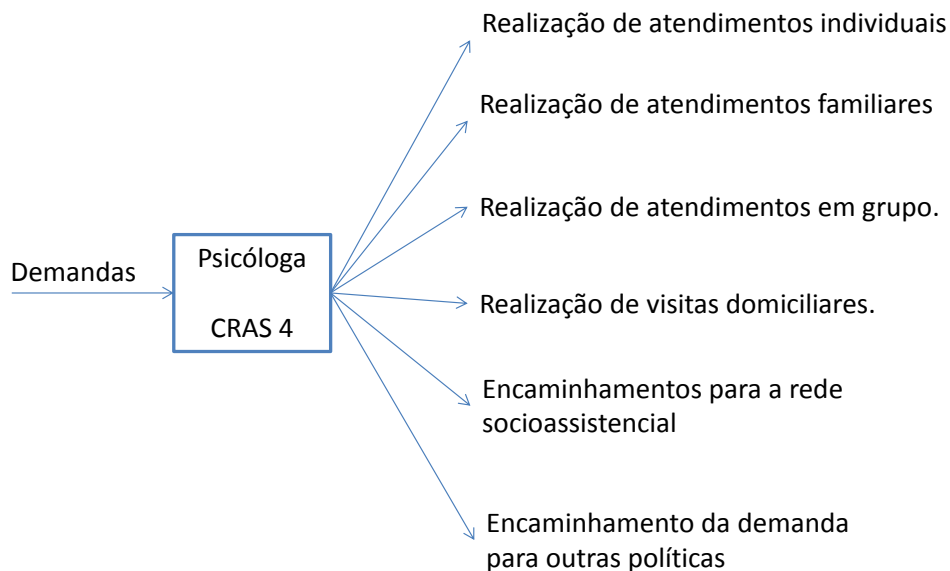 Realização de atendimentos individuais
Realização de atendimentos familiares
Realização de atendimentos em grupo.
Demandas
Psicóloga
CRAS 4
Realização de visitas domiciliares.
Encaminhamentos para a rede
socioassistencial
Encaminhamento da demanda
para outras políticas